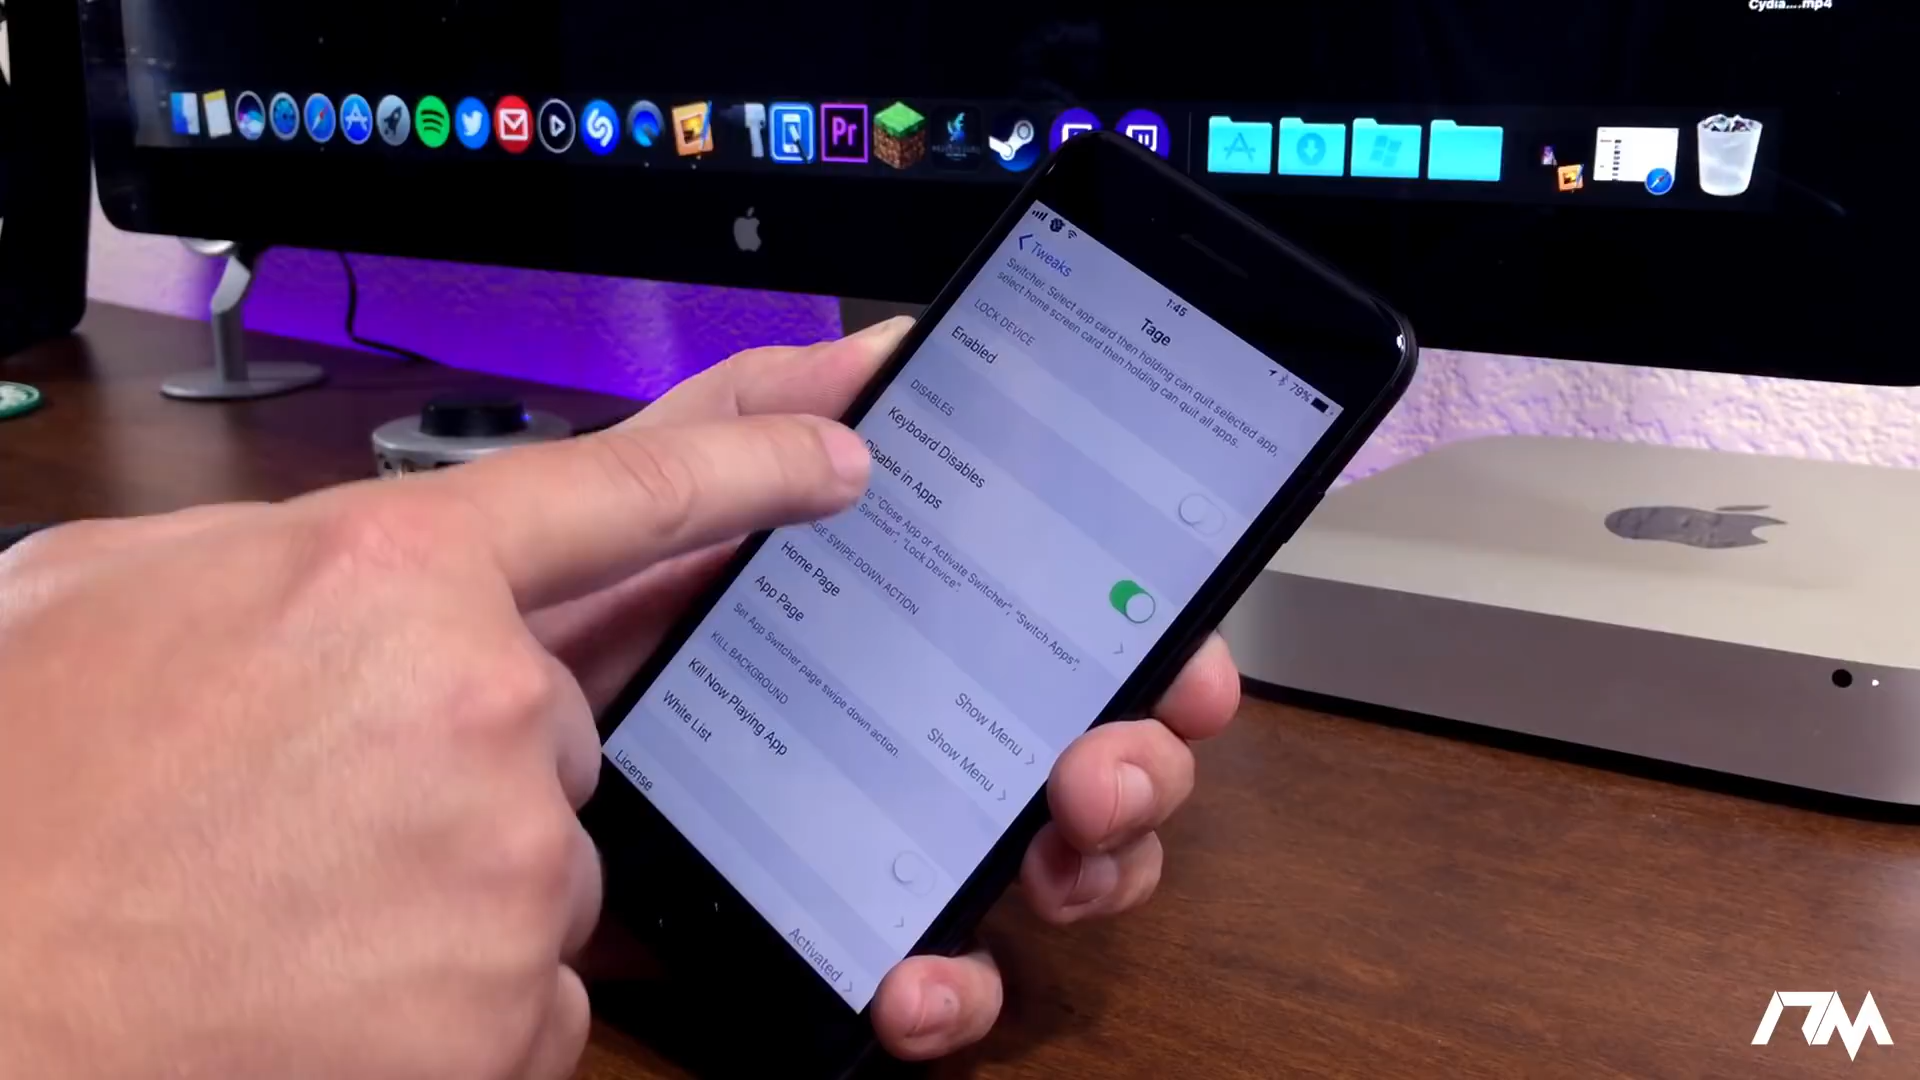 Cydia....mp4
Pr
Tweaks
1:45
79%
Tage
Switcher. Select app card then holding can quit selected app,
select home screen card then holding can quit all apps.
LOCK DEVICE
Enabled
DISABLES
Keyboard Disables
Disable in Apps
to "Close App or Activate Switcher", "Switch Apps",
Switcher", "Lock Device".
AGE SWIPE DOWN ACTION
Home Page
Show Menu
App Page
Show Menu
Set App Switcher page swipe down action.
KILL BACKGROUND
Kill Now Playing App
White List
License
Activated